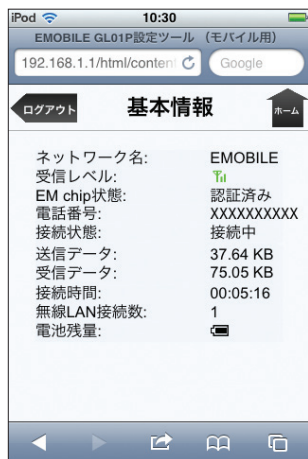 iPod 10:30
EMOBILE GL01P設定ツール （モバイル用）
192.168.1.1/html/content Google
ログアウト 基本情報 ホーム
ネットワーク名: EMOBILE
受信レベル:
EM chip状態: 認証済み
電話番号: XXXXXXXXXX
接続状態: 接続中
送信データ: 37.64 KB
受信データ: 75.05 KB
接続時間: 00:05:16
無線LAN接続数: 1
電池残量: